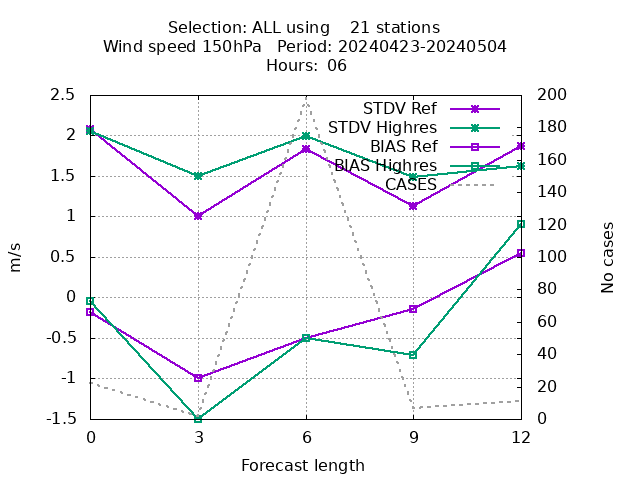 Selection: ALL using    21 stations
Wind speed 150hPa   Period: 20240423-20240504
Hours: 06
2.5
2
1.5
1
0.5
0
-0.5
-1
-1.5
200
180
160
140
120
100
80
60
40
20
0
STDV Ref
STDV Highres
BIAS Ref
BIAS Highres
CASES
m/s
No cases
0 3 6 9 12
Forecast length